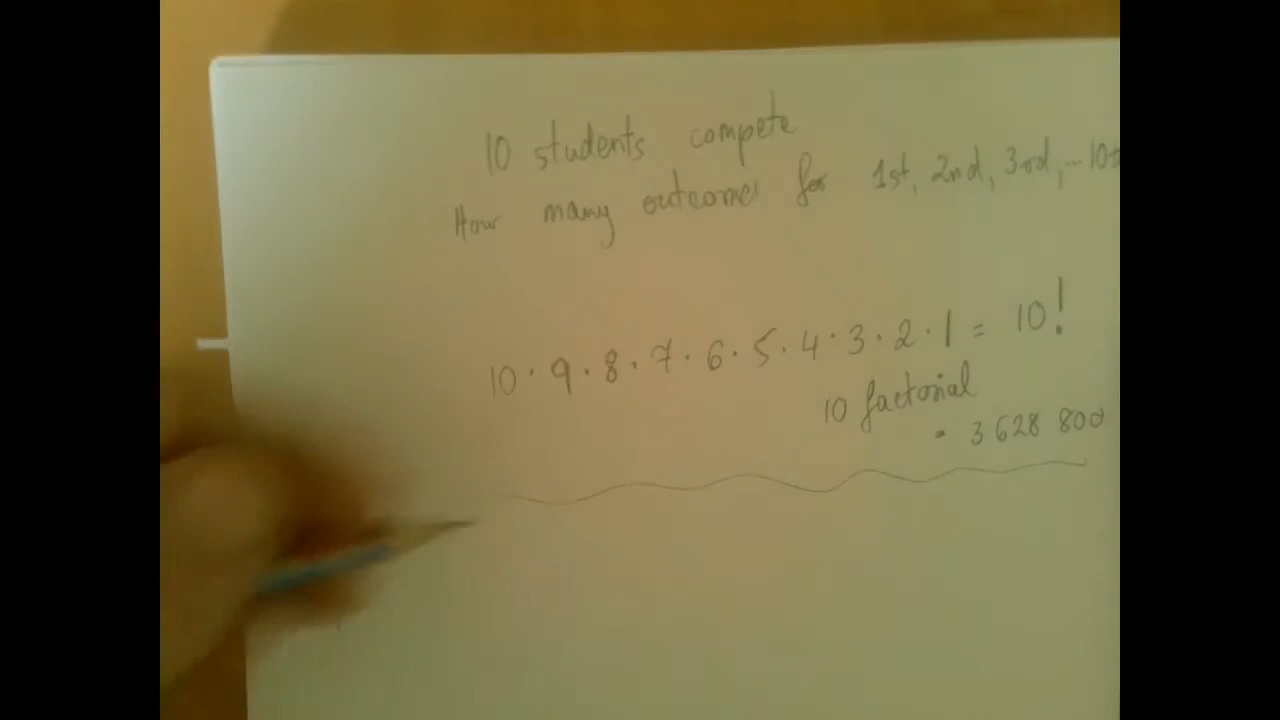 10 students compete
How many outcomes for 1st, 2nd, 3rd, ... 10
10 · 9 · 8 · 7 · 6 · 5 · 4 · 3 · 2 · 1 = 10!
10 factorial
= 3 628 800